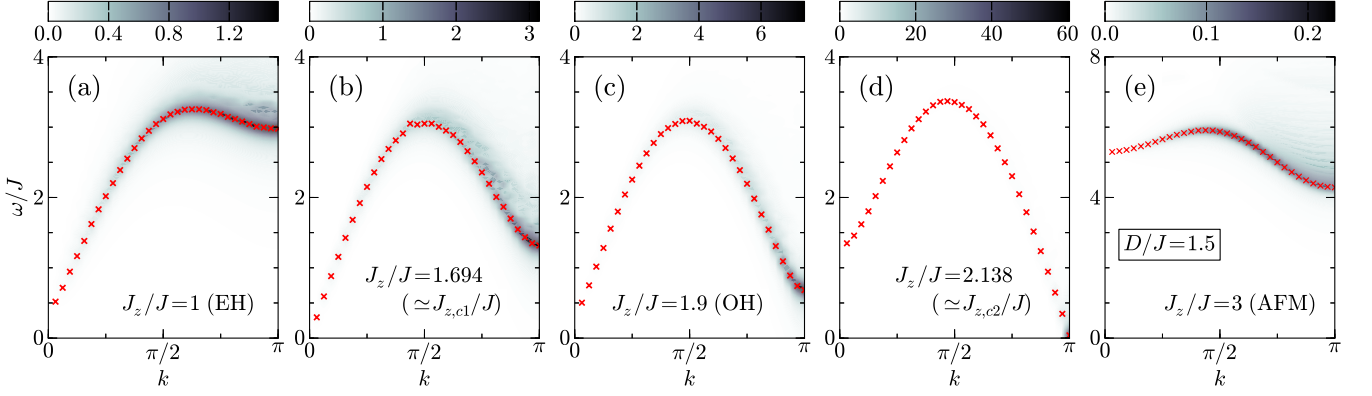 0.0 0.4 0.8 1.2
0 1 2 3
0 2 4 6
0 20 40 60
0.0 0.1 0.2
4
2
0
ω/J
(a)
J_z/J=1 (EH)
0 π/2 π
k
4
2
0
(b)
J_z/J=1.694
(≃J_{z,c1}/J)
0 π/2 π
k
4
2
0
(c)
J_z/J=1.9 (OH)
0 π/2 π
k
4
2
0
(d)
J_z/J=2.138
(≃J_{z,c2}/J)
0 π/2 π
k
8
4
0
(e)
D/J=1.5
J_z/J=3 (AFM)
0 π/2 π
k